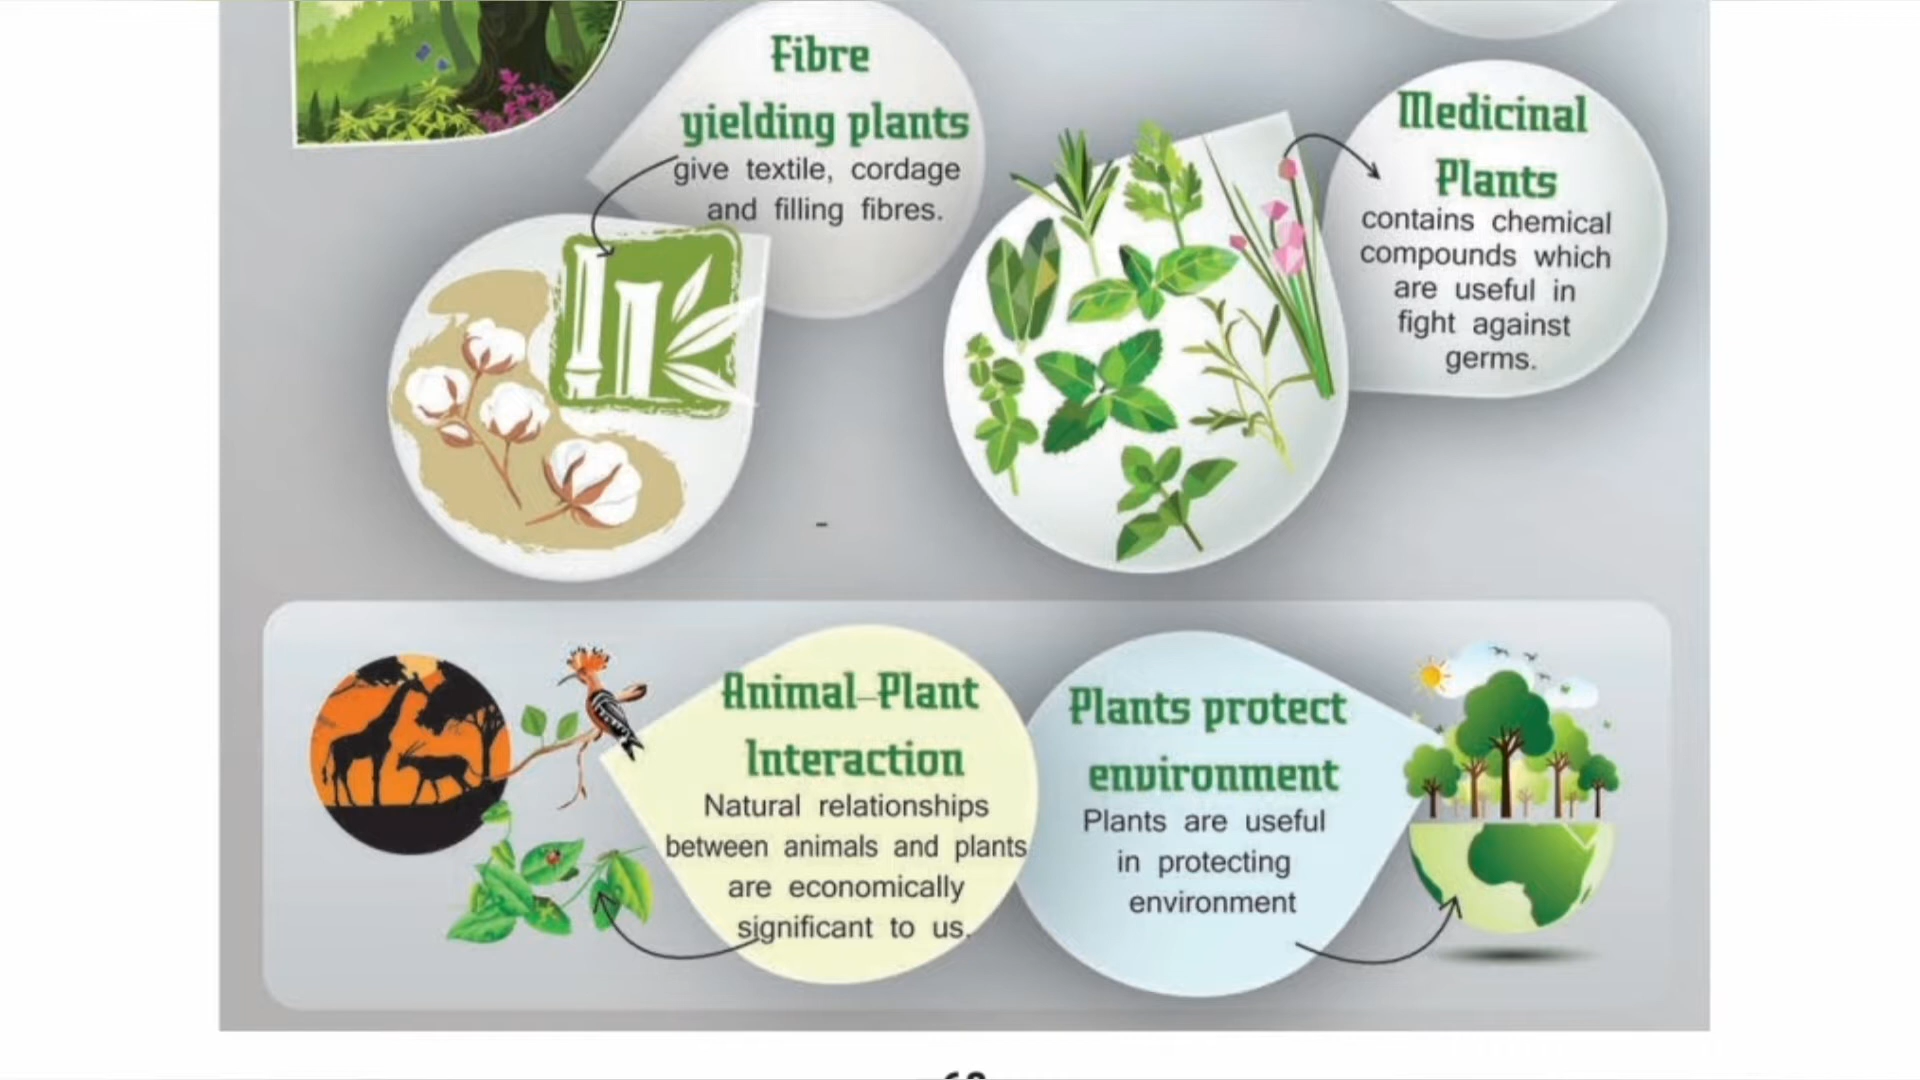 Fibre
yielding plants
give textile, cordage
and filling fibres.
Medicinal
Plants
contains chemical
compounds which
are useful in
fight against
germs.
Animal-Plant
Interaction
Natural relationships
between animals and plants
are economically
significant to us.
Plants protect
environment
Plants are useful
in protecting
environment